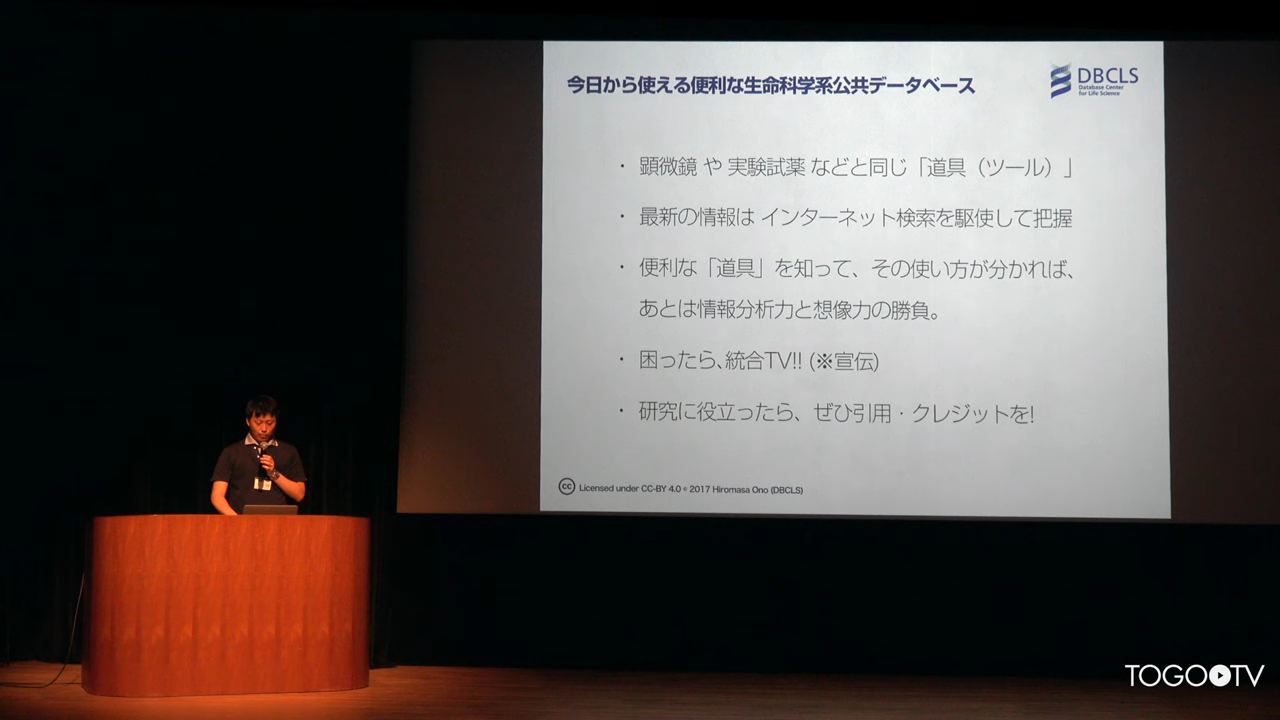 今日から使える便利な生命科学系公共データベース
DBCLS
Database Center
for Life Science
・ 顕微鏡 や 実験試薬 などと同じ「道具（ツール）」
・ 最新の情報は インターネット検索を駆使して把握
・ 便利な「道具」を知って、その使い方が分かれば、
あとは情報分析力と想像力の勝負。
・ 困ったら、統合TV!! (※宣伝)
・ 研究に役立ったら、ぜひ引用・クレジットを!
cc Licensed under CC-BY 4.0 © 2017 Hiromasa Ono (DBCLS)
TOGOTV